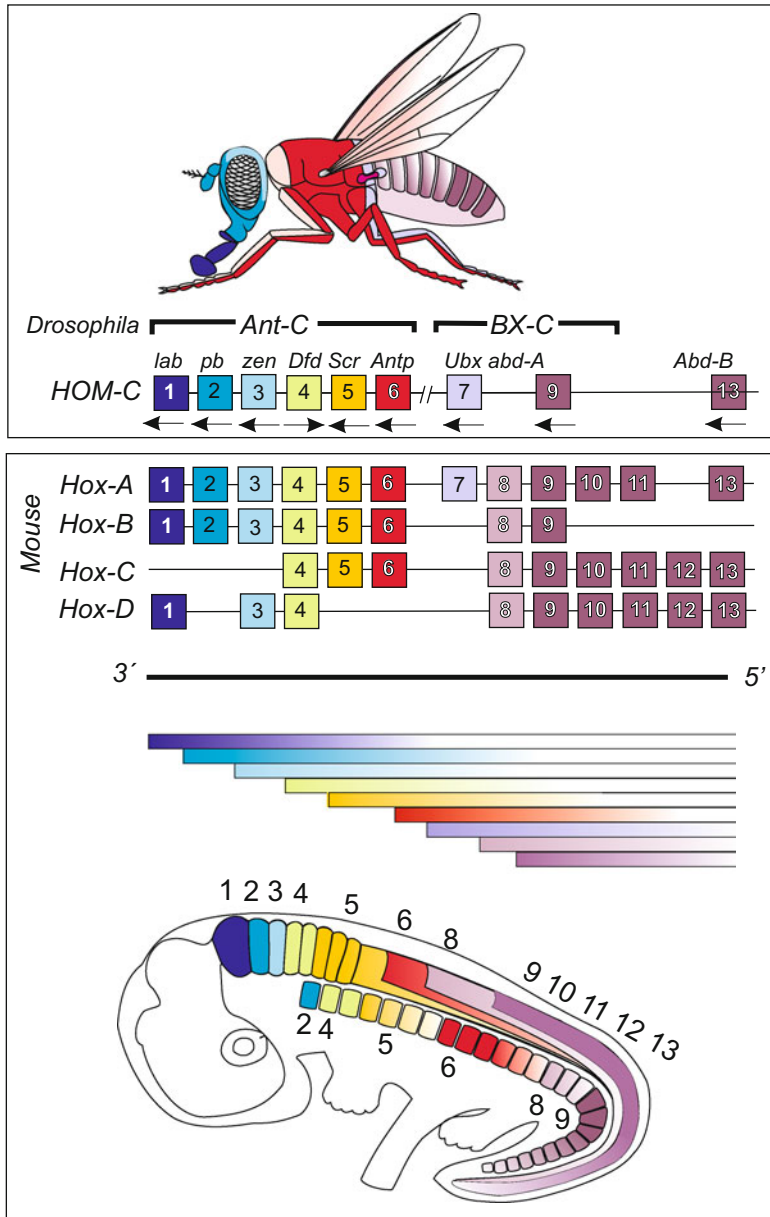 Drosophila Ant-C BX-C
lab pb zen Dfd Scr Antp Ubx abd-A Abd-B
HOM-C 1 2 3 4 5 6 // 7 9 13
Mouse
Hox-A 1 2 3 4 5 6 7 8 9 10 11 13
Hox-B 1 2 3 4 5 6 8 9
Hox-C 4 5 6 8 9 10 11 12 13
Hox-D 1 3 4 8 9 10 11 12 13
3´ 5’
1 2 3 4 5 6 8 9 10 11 12 13
2 4 5 6 8 9